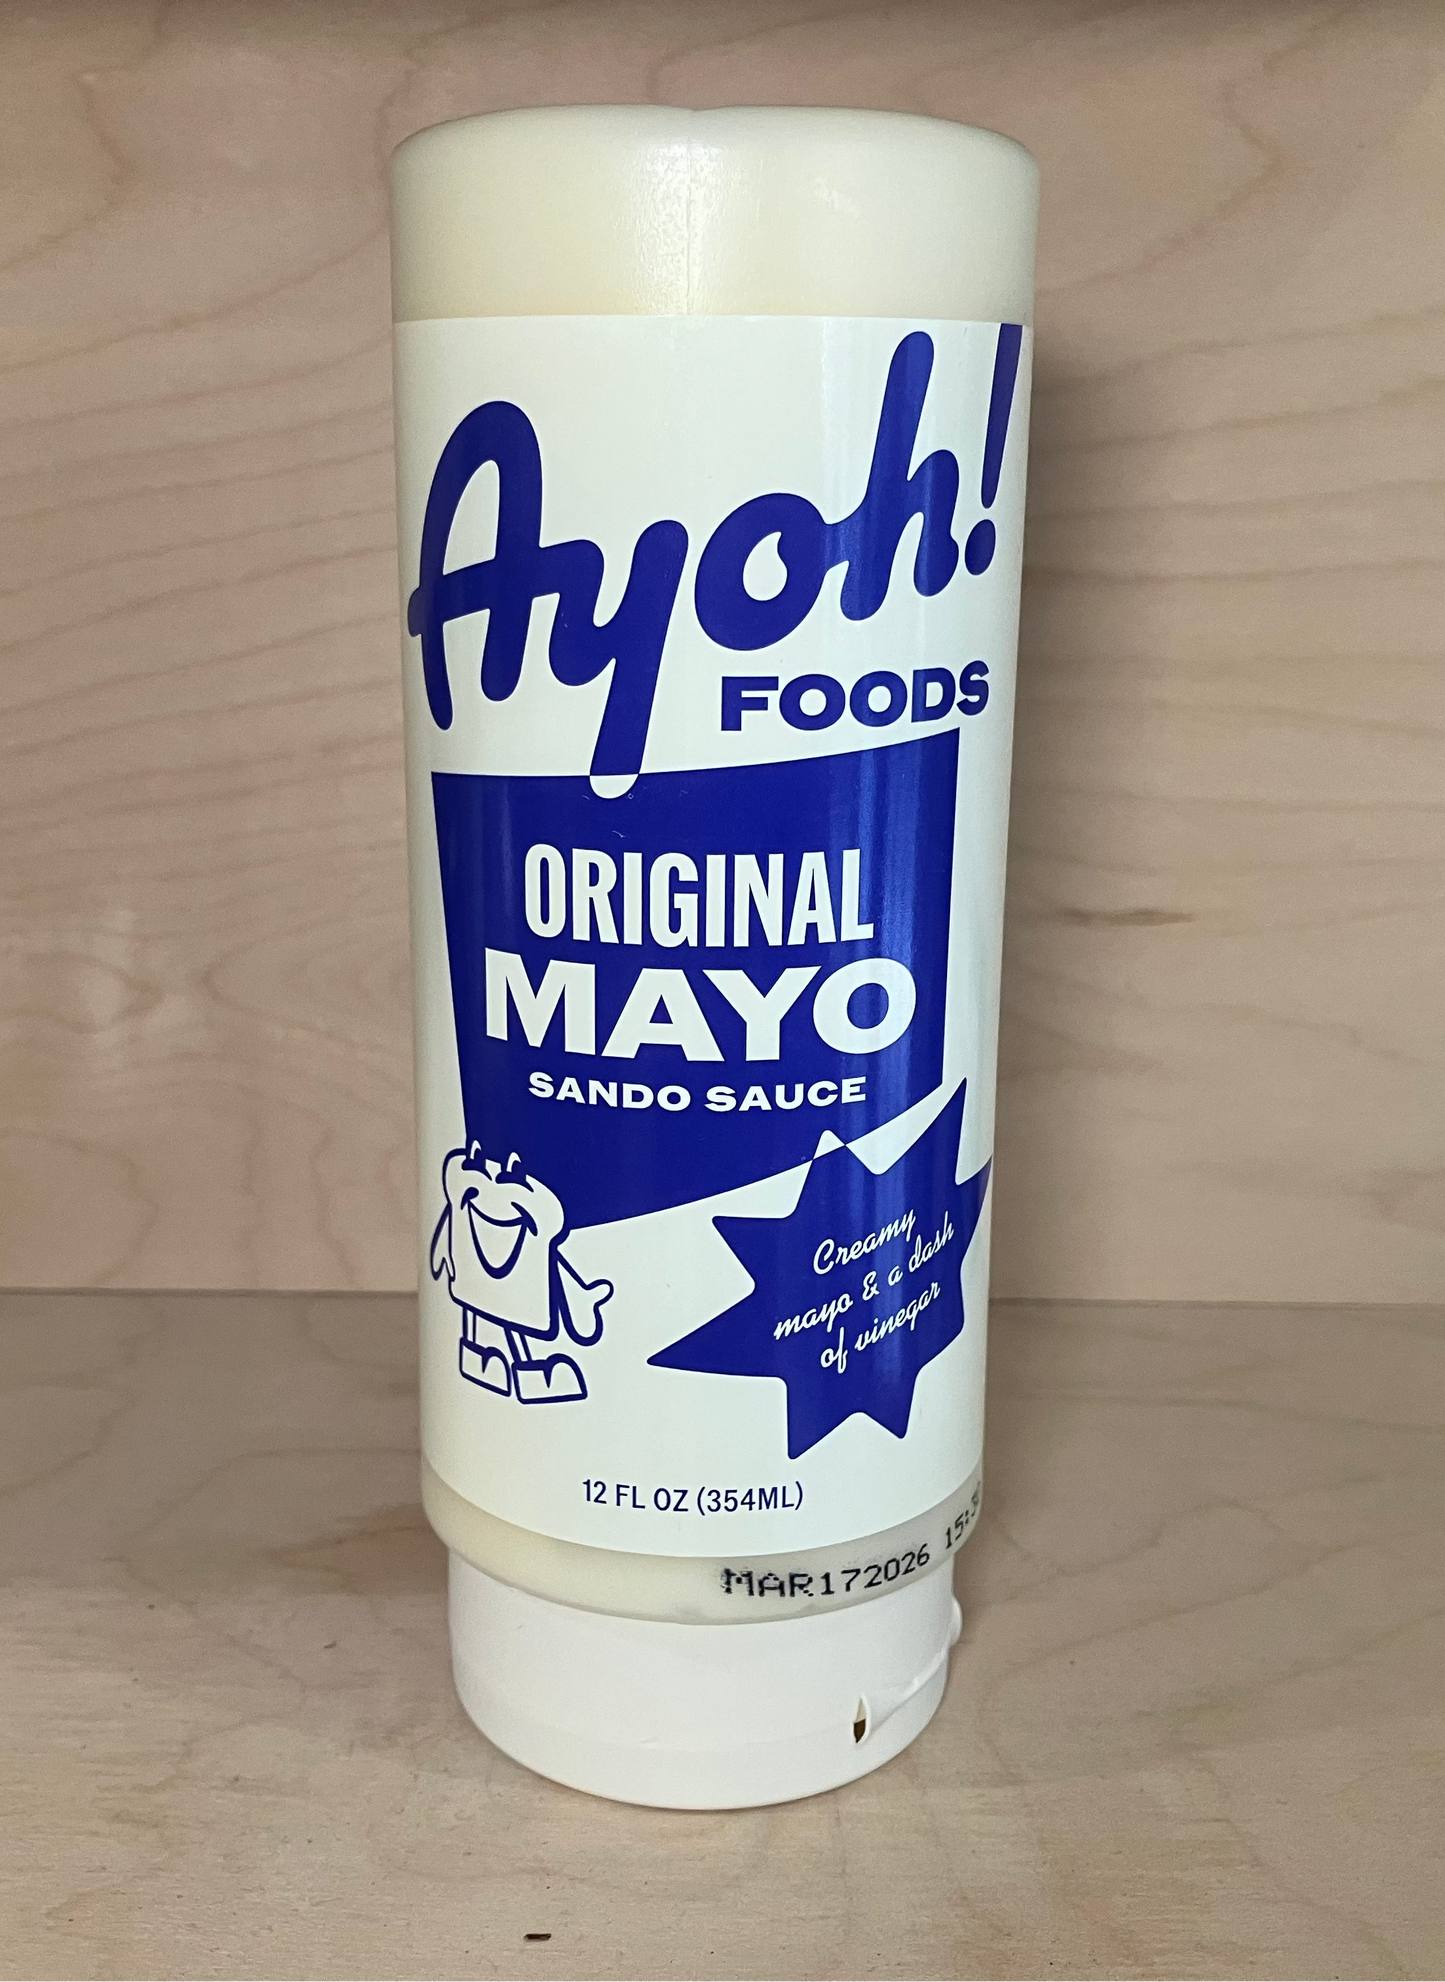 Ayoh!
FOODS
ORIGINAL
MAYO
SANDO SAUCE
Creamy
mayo & a dash
of vinegar
12 FL OZ (354ML)
MAR172026